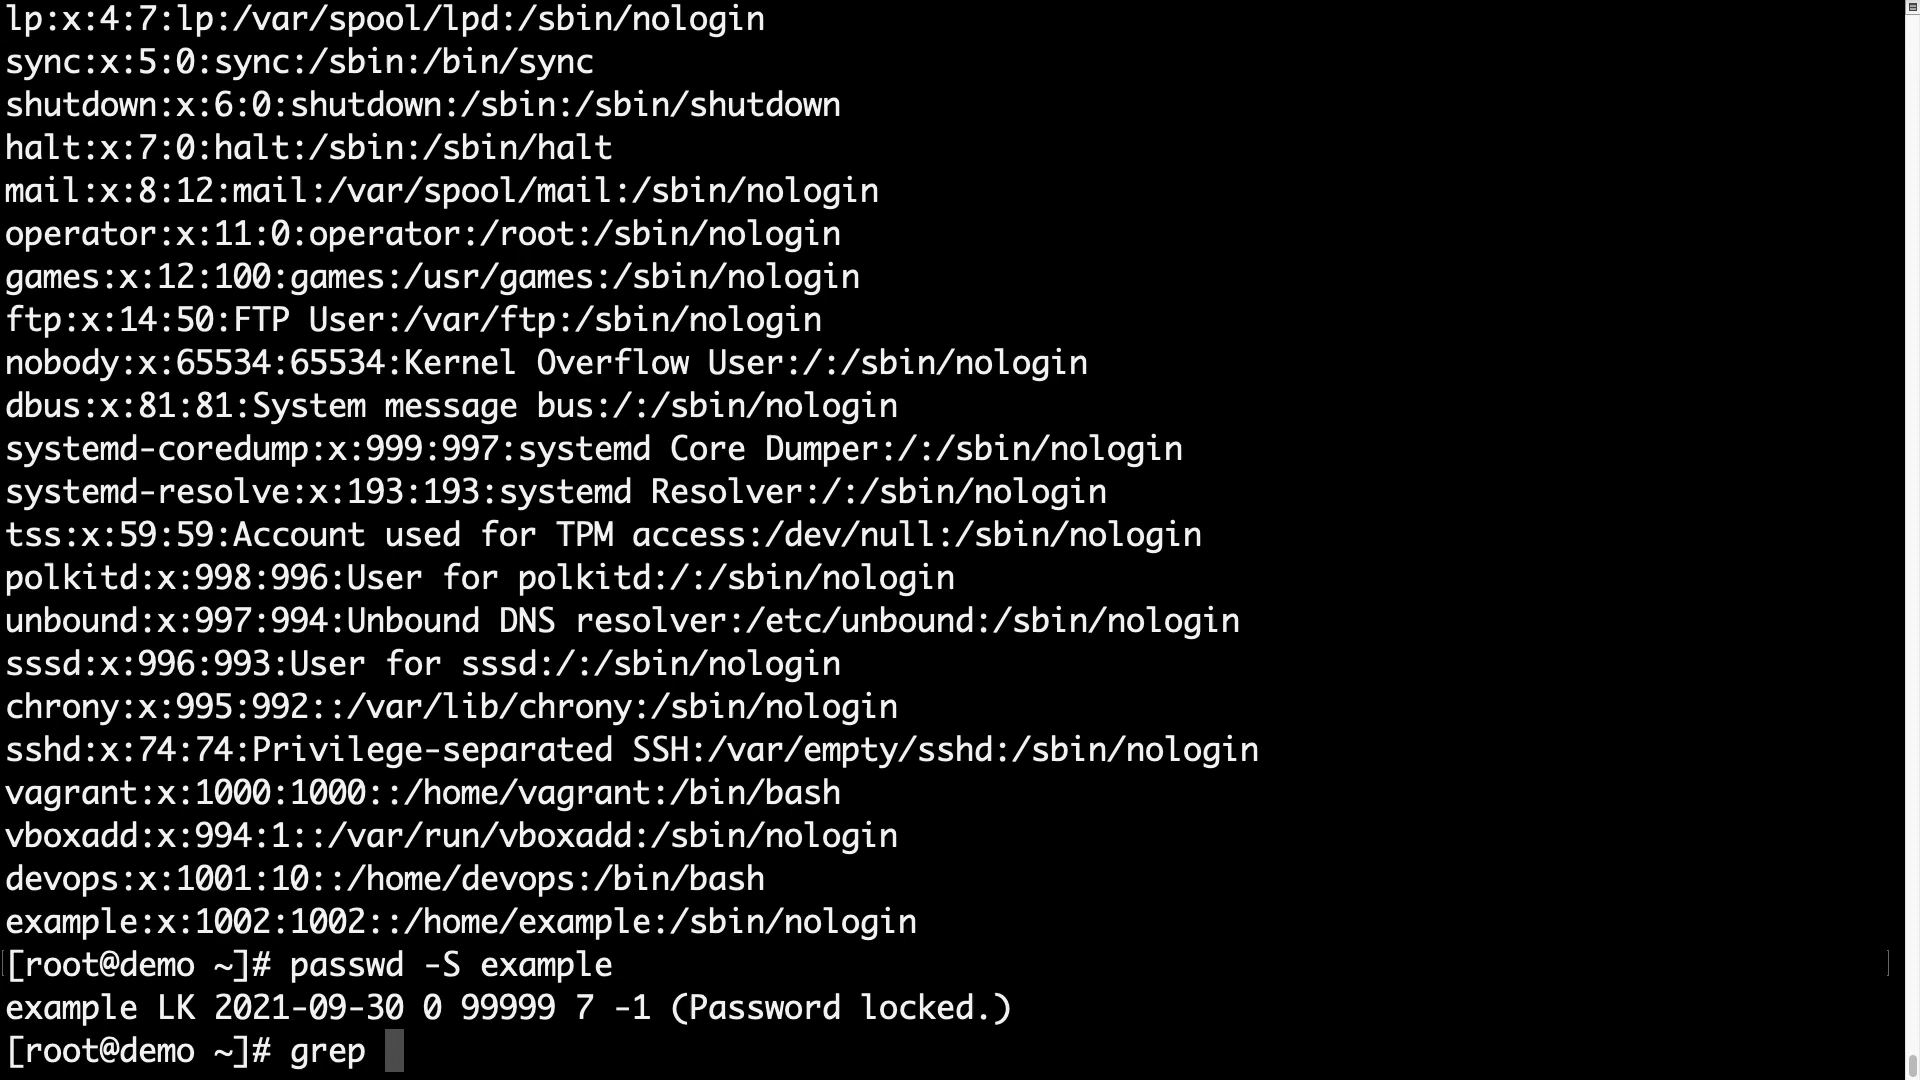 lp:x:4:7:lp:/var/spool/lpd:/sbin/nologin
sync:x:5:0:sync:/sbin:/bin/sync
shutdown:x:6:0:shutdown:/sbin:/sbin/shutdown
halt:x:7:0:halt:/sbin:/sbin/halt
mail:x:8:12:mail:/var/spool/mail:/sbin/nologin
operator:x:11:0:operator:/root:/sbin/nologin
games:x:12:100:games:/usr/games:/sbin/nologin
ftp:x:14:50:FTP User:/var/ftp:/sbin/nologin
nobody:x:65534:65534:Kernel Overflow User:/:/sbin/nologin
dbus:x:81:81:System message bus:/:/sbin/nologin
systemd-coredump:x:999:997:systemd Core Dumper:/:/sbin/nologin
systemd-resolve:x:193:193:systemd Resolver:/:/sbin/nologin
tss:x:59:59:Account used for TPM access:/dev/null:/sbin/nologin
polkitd:x:998:996:User for polkitd:/:/sbin/nologin
unbound:x:997:994:Unbound DNS resolver:/etc/unbound:/sbin/nologin
sssd:x:996:993:User for sssd:/:/sbin/nologin
chrony:x:995:992::/var/lib/chrony:/sbin/nologin
sshd:x:74:74:Privilege-separated SSH:/var/empty/sshd:/sbin/nologin
vagrant:x:1000:1000::/home/vagrant:/bin/bash
vboxadd:x:994:1::/var/run/vboxadd:/sbin/nologin
devops:x:1001:10::/home/devops:/bin/bash
example:x:1002:1002::/home/example:/sbin/nologin
[root@demo ~]# passwd -S example
example LK 2021-09-30 0 99999 7 -1 (Password locked.)
[root@demo ~]# grep